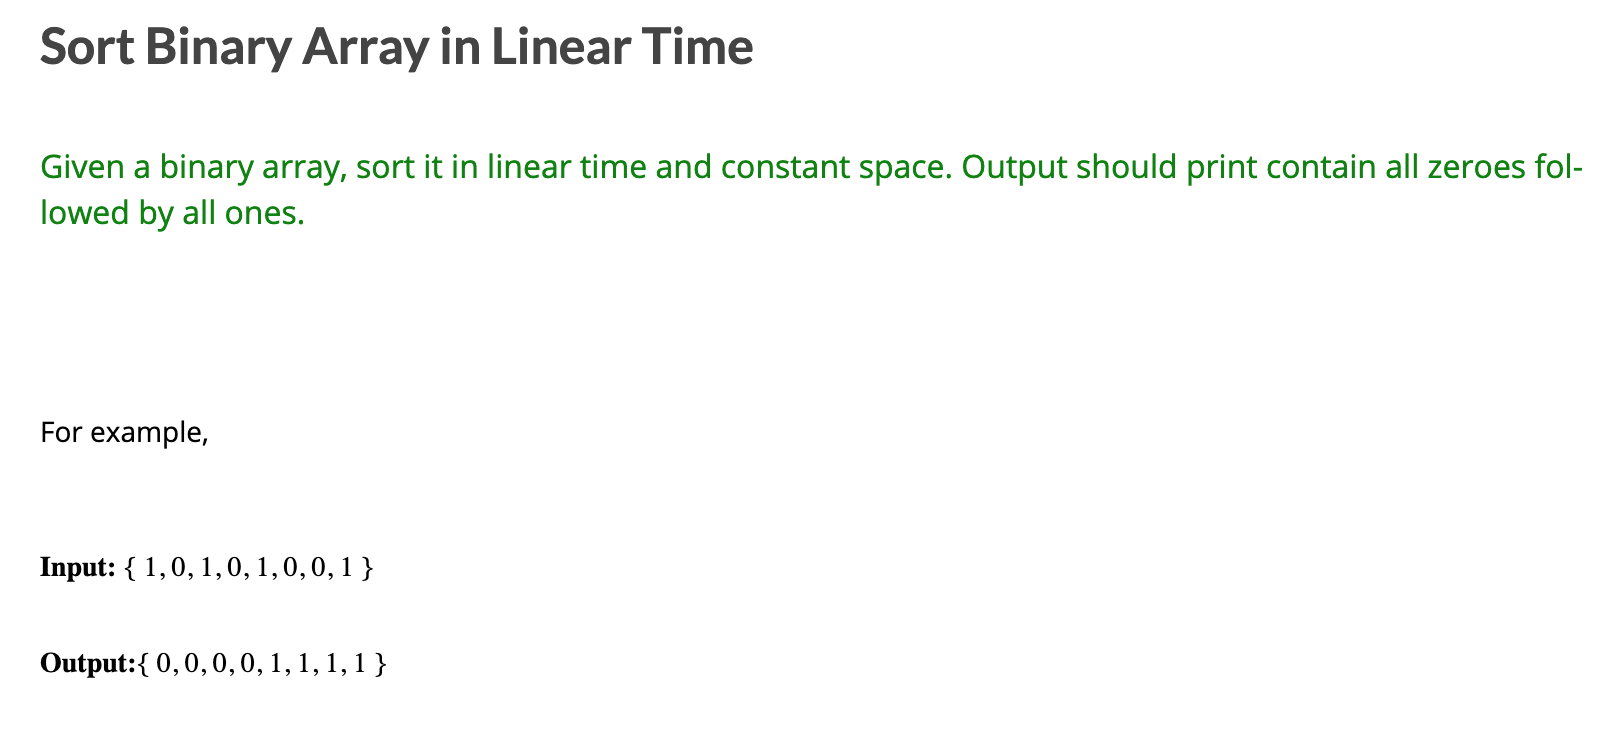 Sort Binary Array in Linear Time
Given a binary array, sort it in linear time and constant space. Output should print contain all zeroes fol-
lowed by all ones.
For example,
Input: { 1, 0, 1, 0, 1, 0, 0, 1 }
Output:{ 0, 0, 0, 0, 1, 1, 1, 1 }